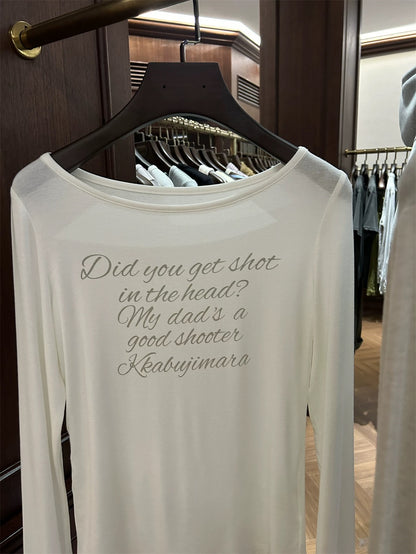 Did you get shot
in the head?
My dad's a
good shooter
Kkabujimara